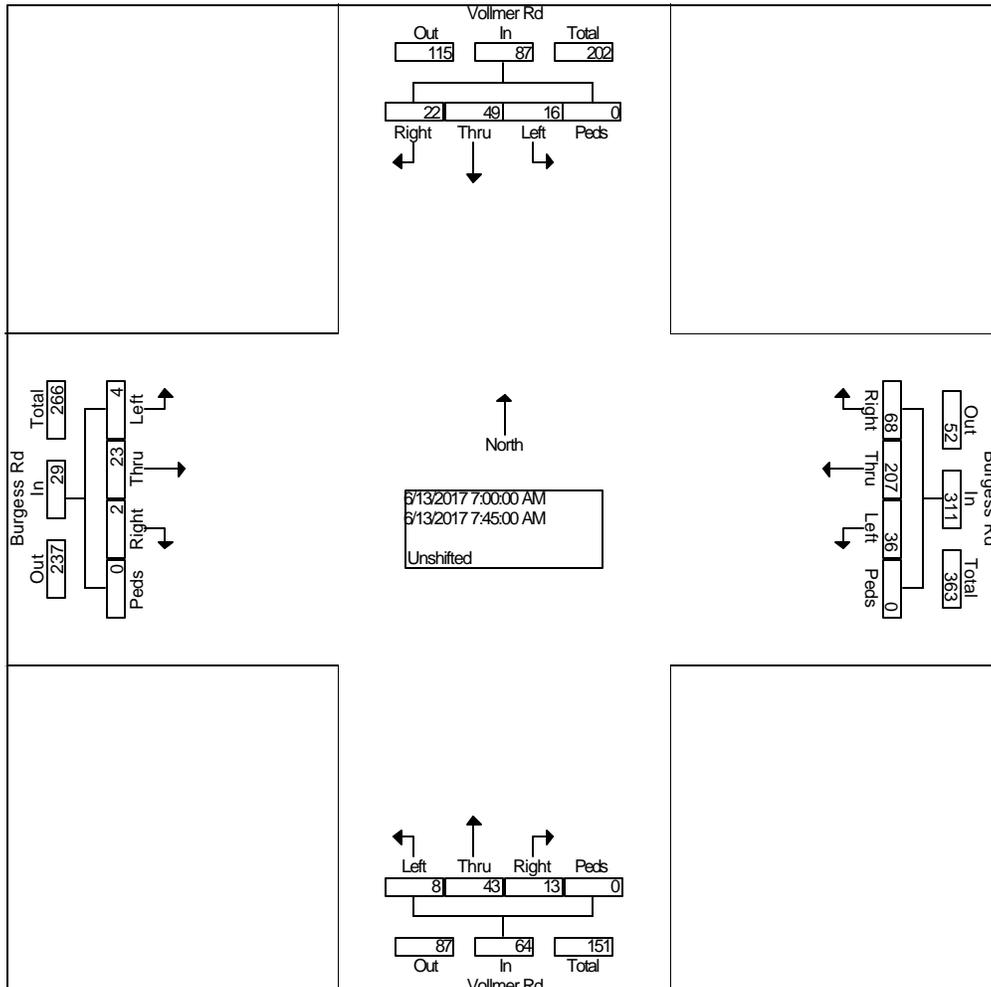 Vollmer Rd
Out In Total
115 87 202
22 49 16 0
Right Thru Left Peds
Burgess Rd
Total In Out
266 29 237
4 23 2 0
Left Thru Right Peds
North
6/13/2017 7:00:00 AM
6/13/2017 7:45:00 AM
Unshifted
Right Thru Left Peds
68 207 36 0
Out In Total
52 311 363
Burgess Rd
Left Thru Right Peds
8 43 13 0
87 64 151
Out In Total
Vollmer Rd